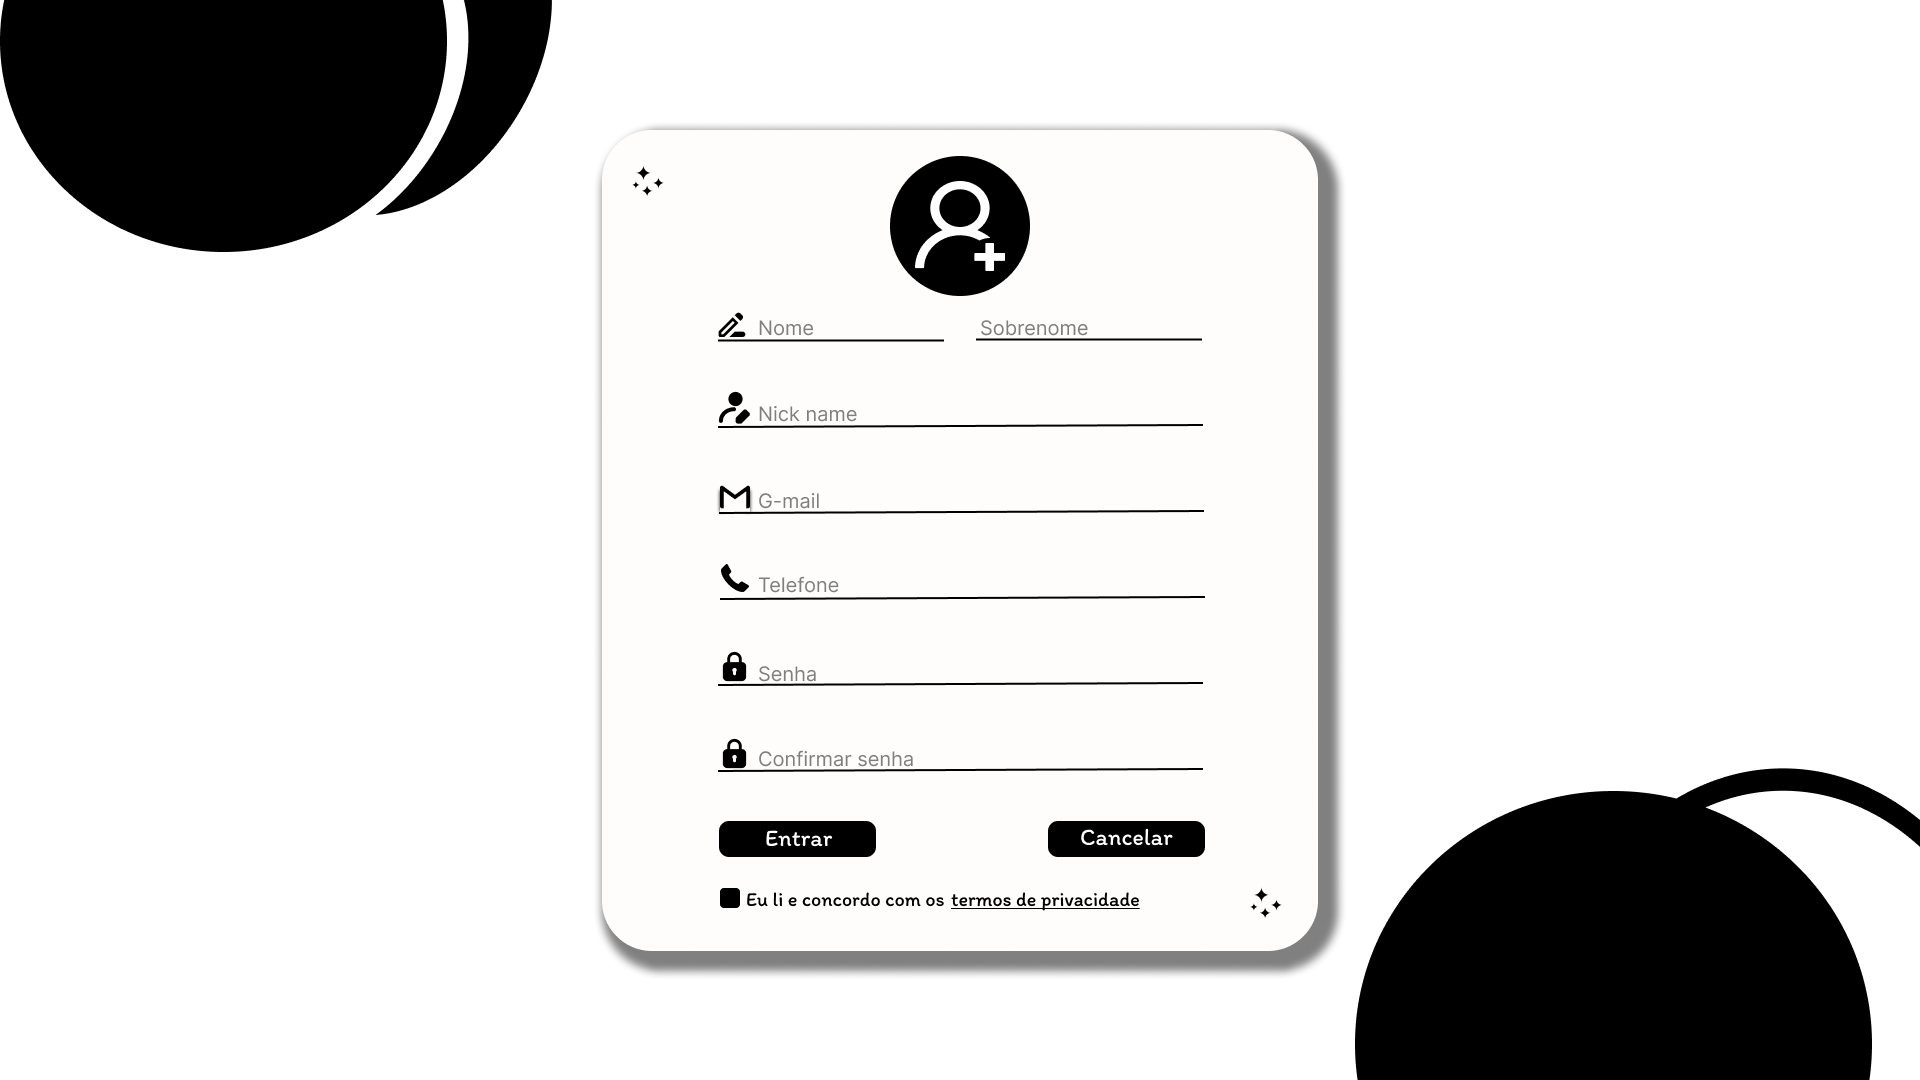 Nome Sobrenome
Nick name
G-mail
Telefone
Senha
Confirmar senha
Entrar Cancelar
Eu li e concordo com os termos de privacidade